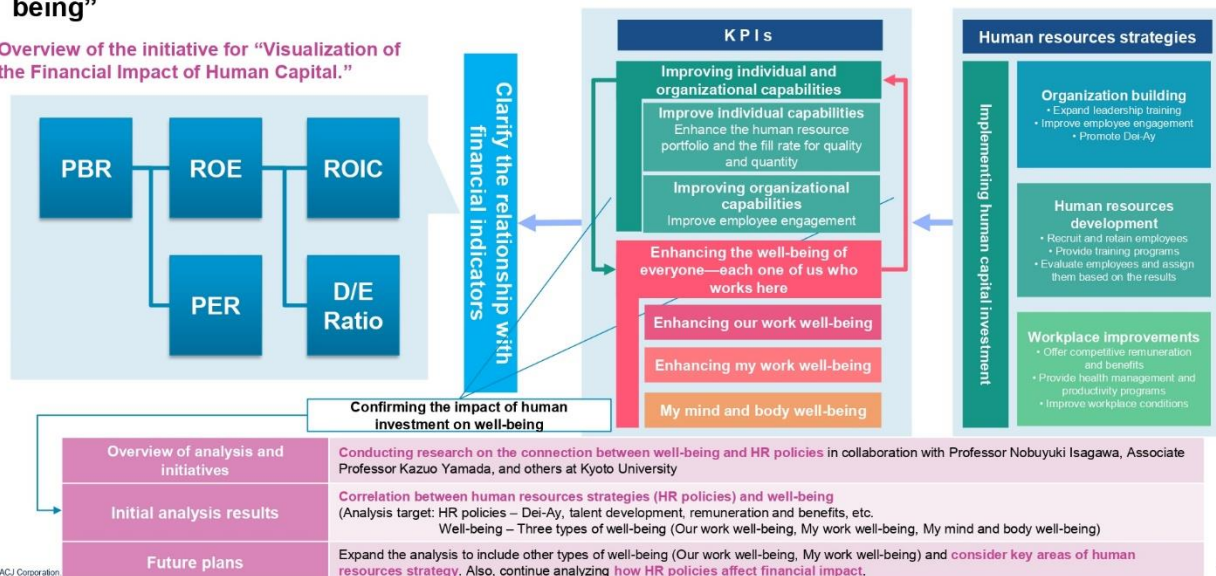 being”
Overview of the initiative for “Visualization of
the Financial Impact of Human Capital.”
PBR
ROE
ROIC
PER
D/E
Ratio
Clarify the relationship with
financial indicators
KPIs
Improving individual and
organizational capabilities
Improve individual capabilities
Enhance the human resource
portfolio and the fill rate for quality
and quantity
Improving organizational
capabilities
Improve employee engagement
Enhancing the well-being of
everyone—each one of us who
works here
Enhancing our work well-being
Enhancing my work well-being
My mind and body well-being
Human resources strategies
Implementing human capital investment
Organization building
• Expand leadership training
• Improve employee engagement
• Promote Dei-Ay
Human resources
development
• Recruit and retain employees
• Provide training programs
• Evaluate employees and assign
them based on the results
Workplace improvements
• Offer competitive remuneration
and benefits
• Provide health management and
productivity programs
• Improve workplace conditions
Confirming the impact of human
investment on well-being
Overview of analysis and
initiatives
Conducting research on the connection between well-being and HR policies in collaboration with Professor Nobuyuki Isagawa, Associate
Professor Kazuo Yamada, and others at Kyoto University
Initial analysis results
Correlation between human resources strategies (HR policies) and well-being
(Analysis target: HR policies – Dei-Ay, talent development, remuneration and benefits, etc.
Well-being – Three types of well-being (Our work well-being, My work well-being, My mind and body well-being)
Future plans
Expand the analysis to include other types of well-being (Our work well-being, My work well-being) and consider key areas of human
resources strategy. Also, continue analyzing how HR policies affect financial impact.
ACJ Corporation